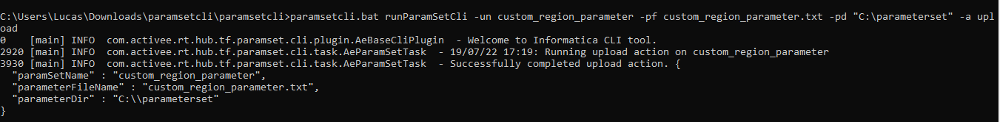 C:\Users\Lucas\Downloads\paramsetcli\paramsetcli>paramsetcli.bat runParamSetCli -un custom_region_parameter -pf custom_region_parameter.txt -pd "C:\parameterset" -a upl
oad
0    [main] INFO  com.activee.rt.hub.tf.paramset.cli.plugin.AeBaseCliPlugin  - Welcome to Informatica CLI tool.
2920 [main] INFO  com.activee.rt.hub.tf.paramset.cli.task.AeParamSetTask  - 19/07/22 17:19: Running upload action on custom_region_parameter
3930 [main] INFO  com.activee.rt.hub.tf.paramset.cli.task.AeParamSetTask  - Successfully completed upload action. {
  "paramSetName" : "custom_region_parameter",
  "parameterFileName" : "custom_region_parameter.txt",
  "parameterDir" : "C:\\parameterset"
}